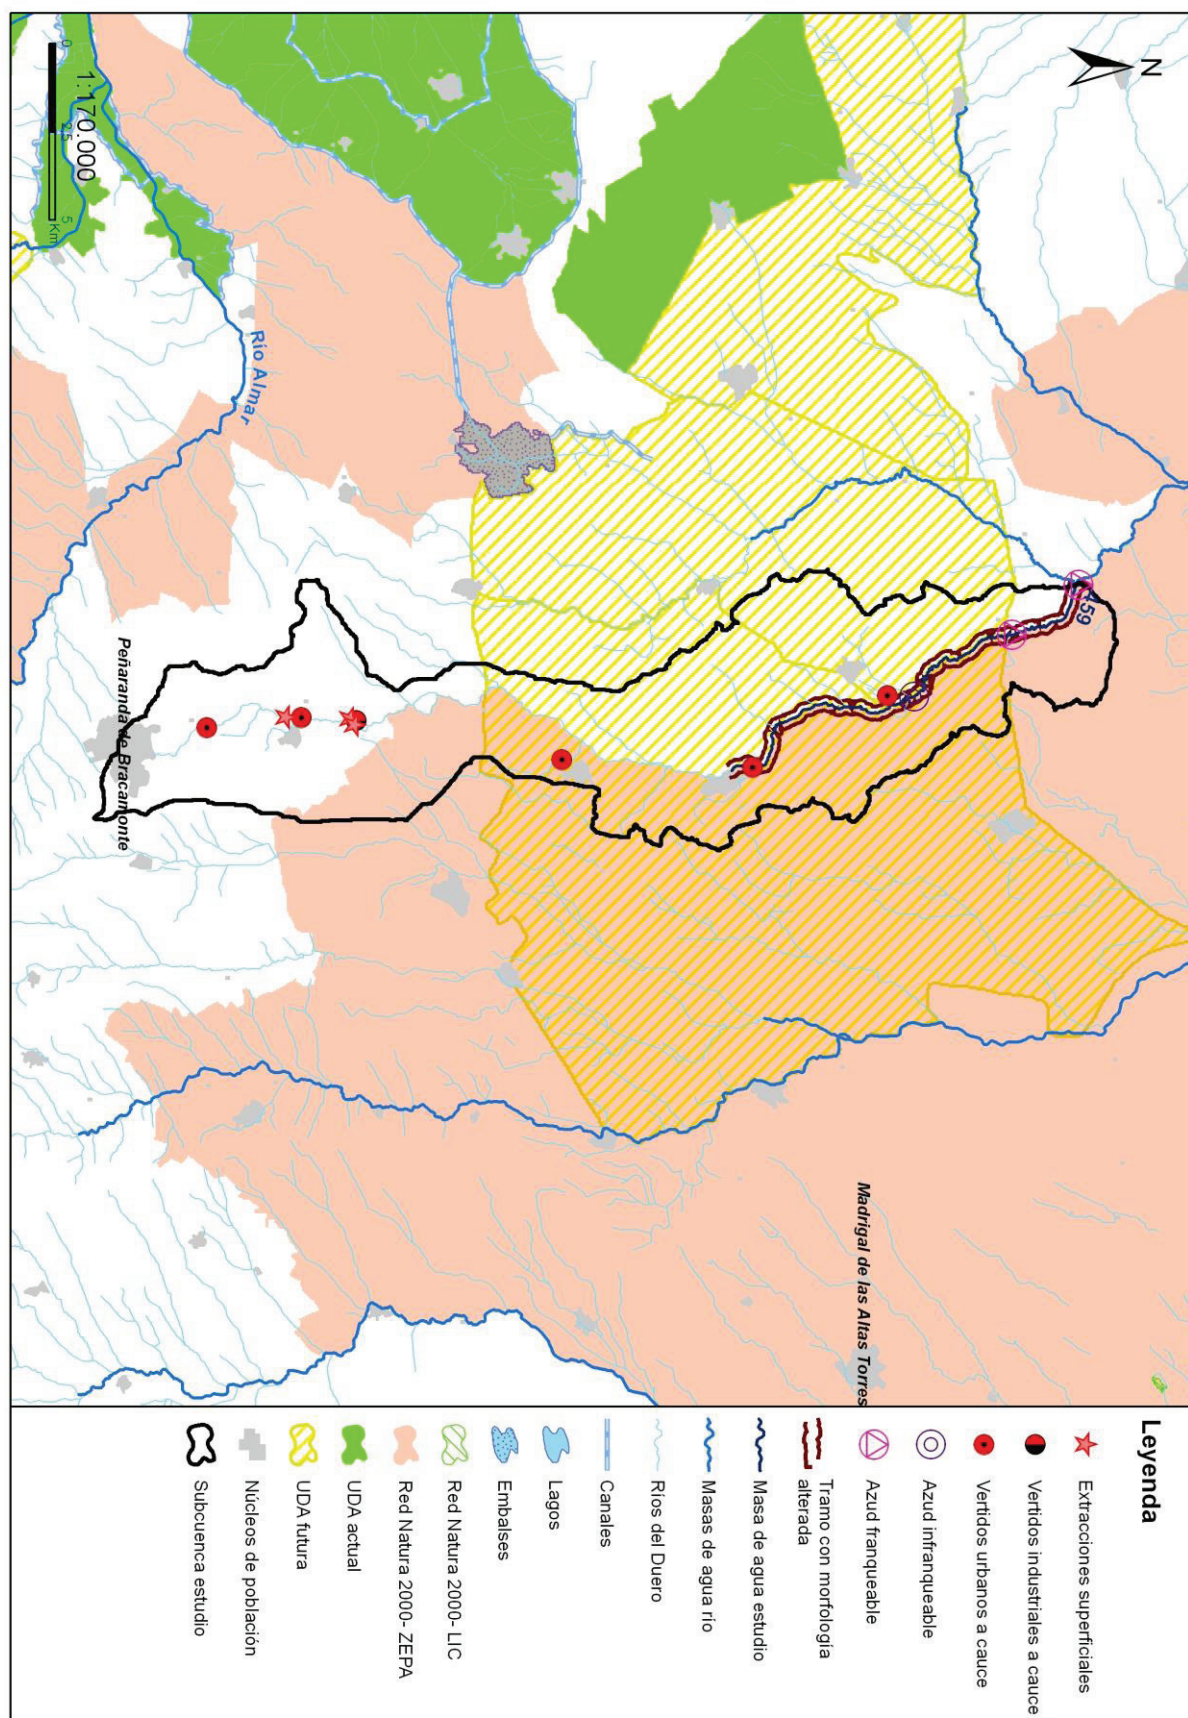 N
459
Río Almar
Peñaranda de Bracamonte
Madrigal de las Altas Torres
1:170.000
0 2,5 5 Km
Leyenda
Extracciones superficiales
Vertidos industriales a cauce
Vertidos urbanos a cauce
Azud infranqueable
Azud franqueable
Tramo con morfología
alterada
Masa de agua estudio
Masas de agua río
Ríos del Duero
Canales
Lagos
Embalses
Red Natura 2000- LIC
Red Natura 2000- ZEPA
UDA actual
UDA futura
Núcleos de población
Subcuenca estudio